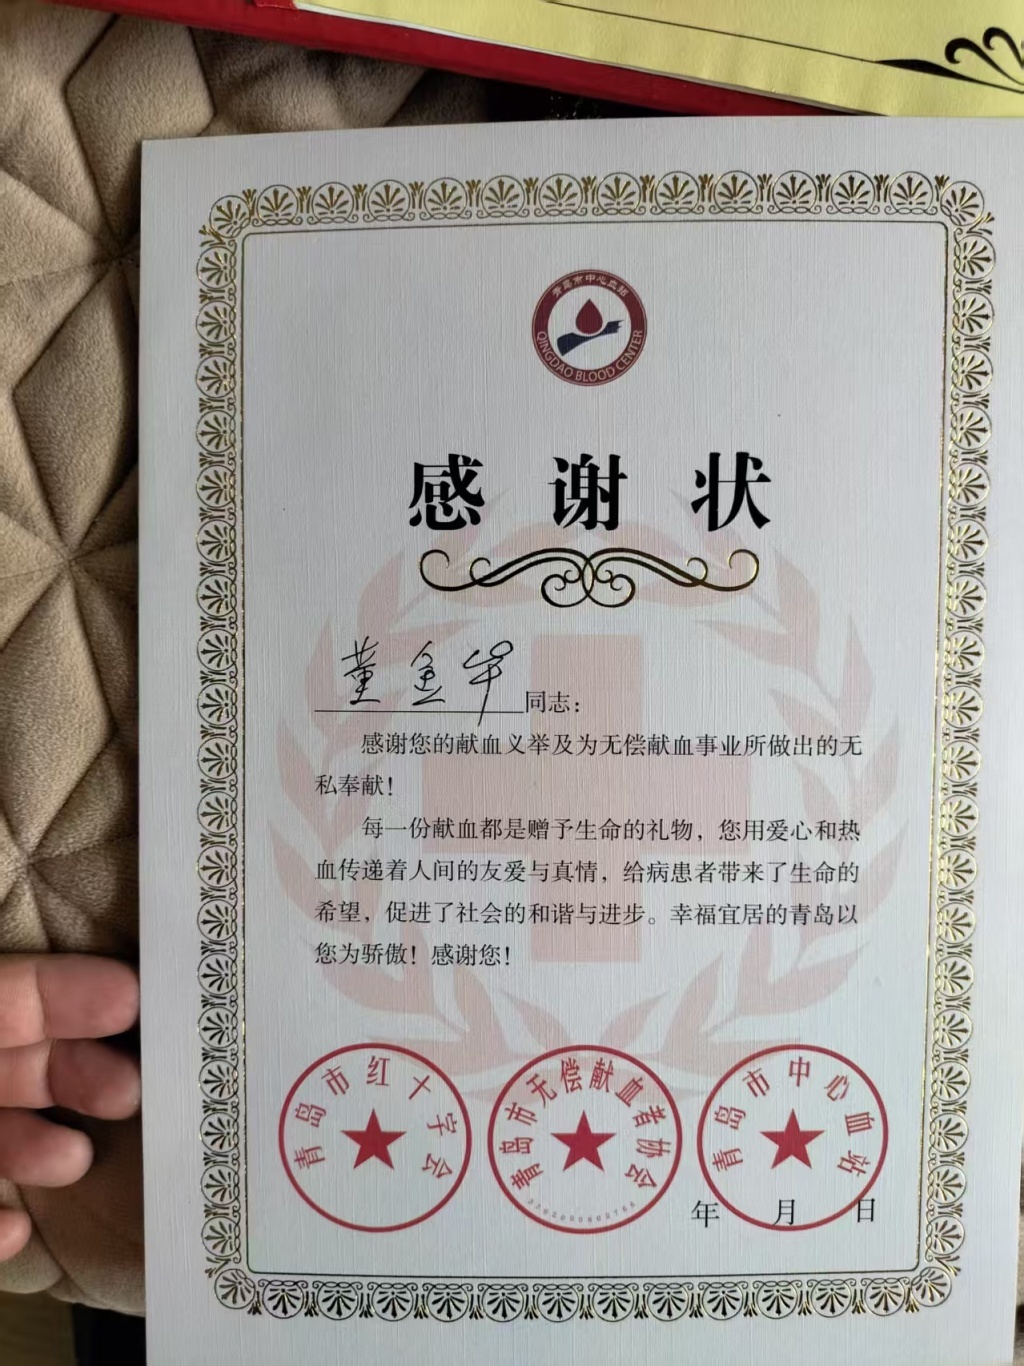 青岛市中心血站
QINGDAO BLOOD CENTER
感谢状
董金华同志：
感谢您的献血义举及为无偿献血事业所做出的无
私奉献！
每一份献血都是赠予生命的礼物，您用爱心和热
血传递着人间的友爱与真情，给病患者带来了生命的
希望，促进了社会的和谐与进步。幸福宜居的青岛以
您为骄傲！感谢您！
青岛市红十字会
青岛市无偿献血者协会
青岛市中心血站
年 月 日